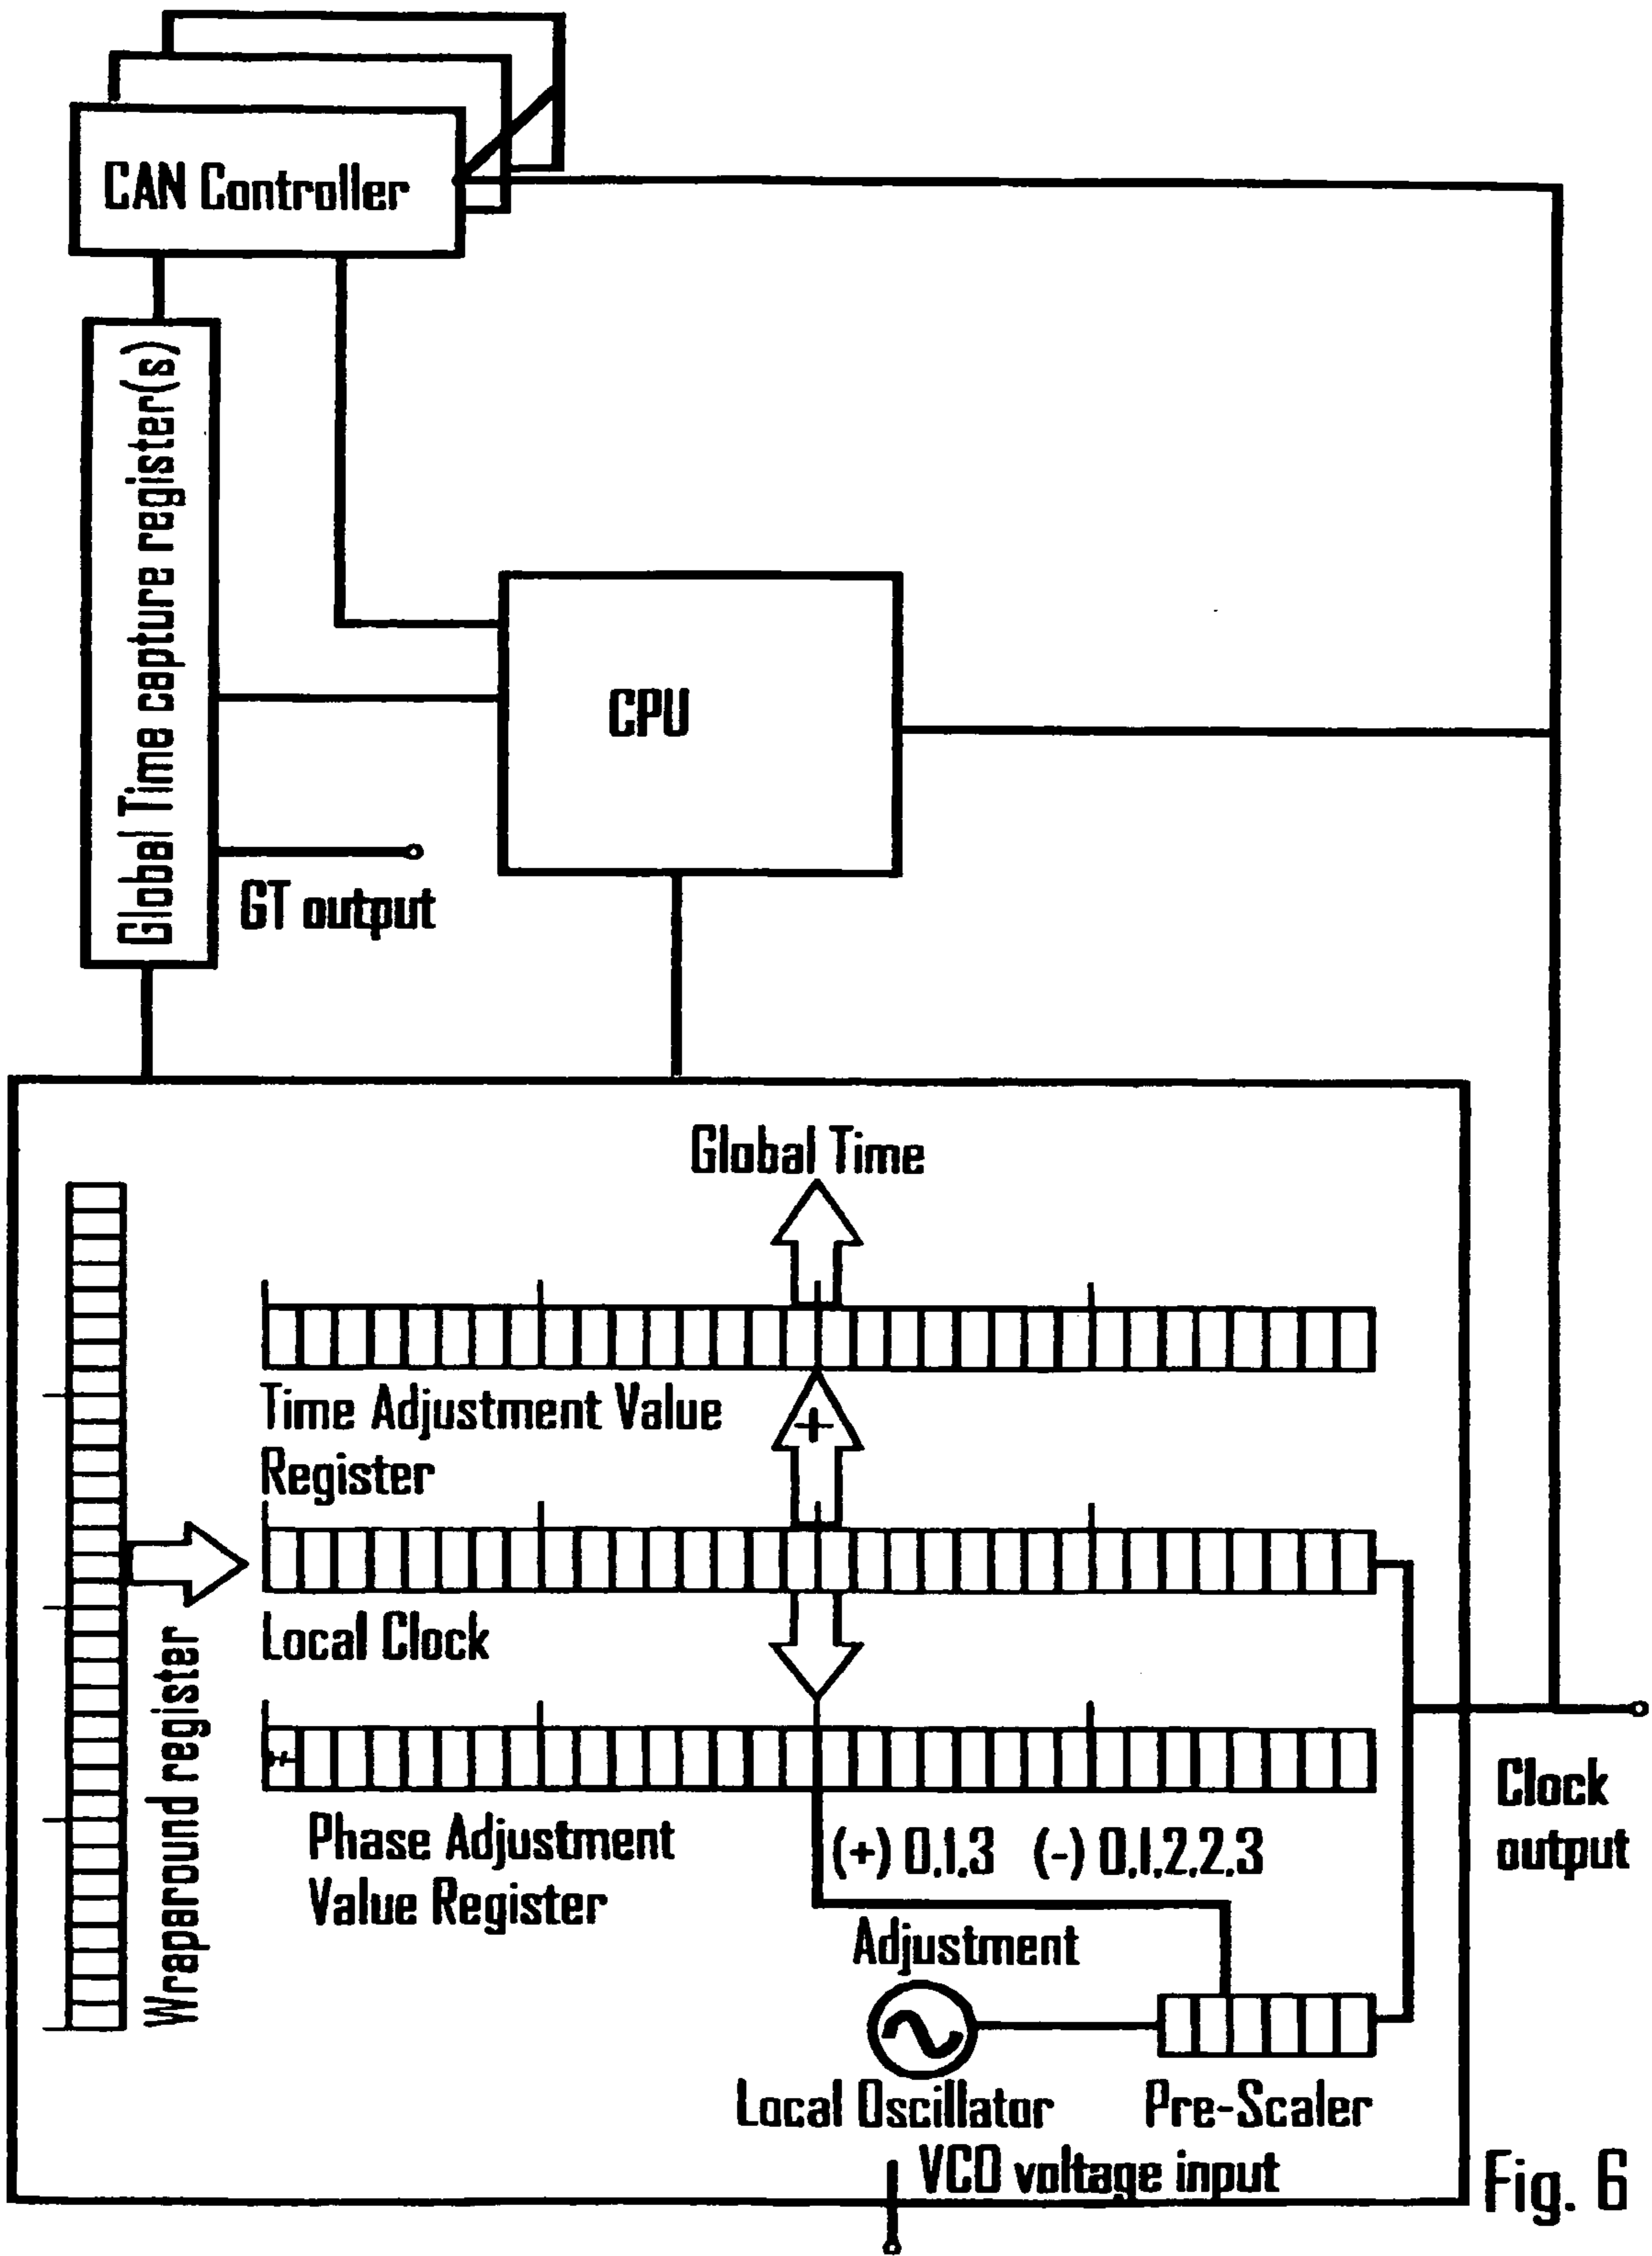 CAN Controller
Global Time capture register(s)
CPU
GT output
Global Time
Time Adjustment Value
Register
+
Local Clock
Wraparound register
+/-
Phase Adjustment
Value Register
(+) 0.1.3 (-) 0.1.2.2.3
Clock
output
Adjustment
Local Oscillator
Pre-Scaler
VCO voltage input
Fig. 6